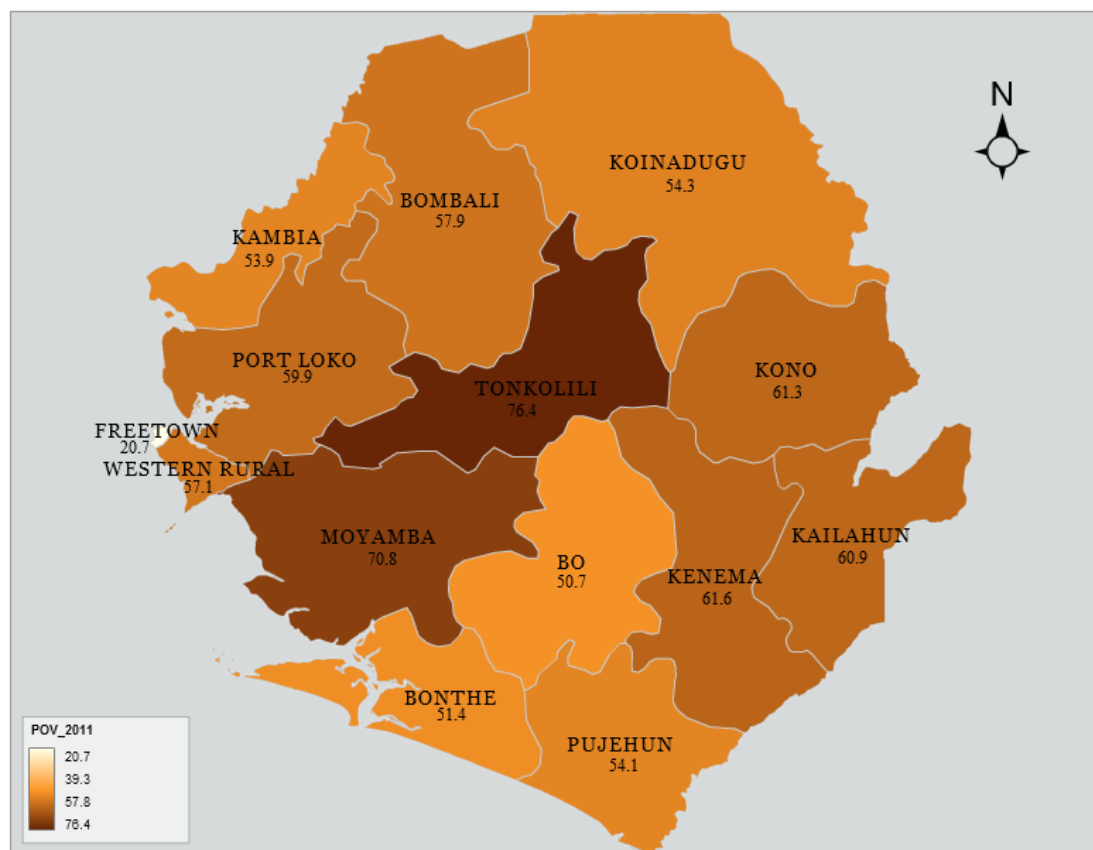 N
KOINADUGU
54.3
BOMBALI
57.9
KAMBIA
53.9
PORT LOKO
59.9
KONO
61.3
TONKOLILI
76.4
FREETOWN
20.7
WESTERN RURAL
57.1
MOYAMBA
70.8
BO
50.7
KAILAHUN
60.9
KENEMA
61.6
BONTHE
51.4
PUJEHUN
54.1
POV_2011
20.7
39.3
57.8
76.4